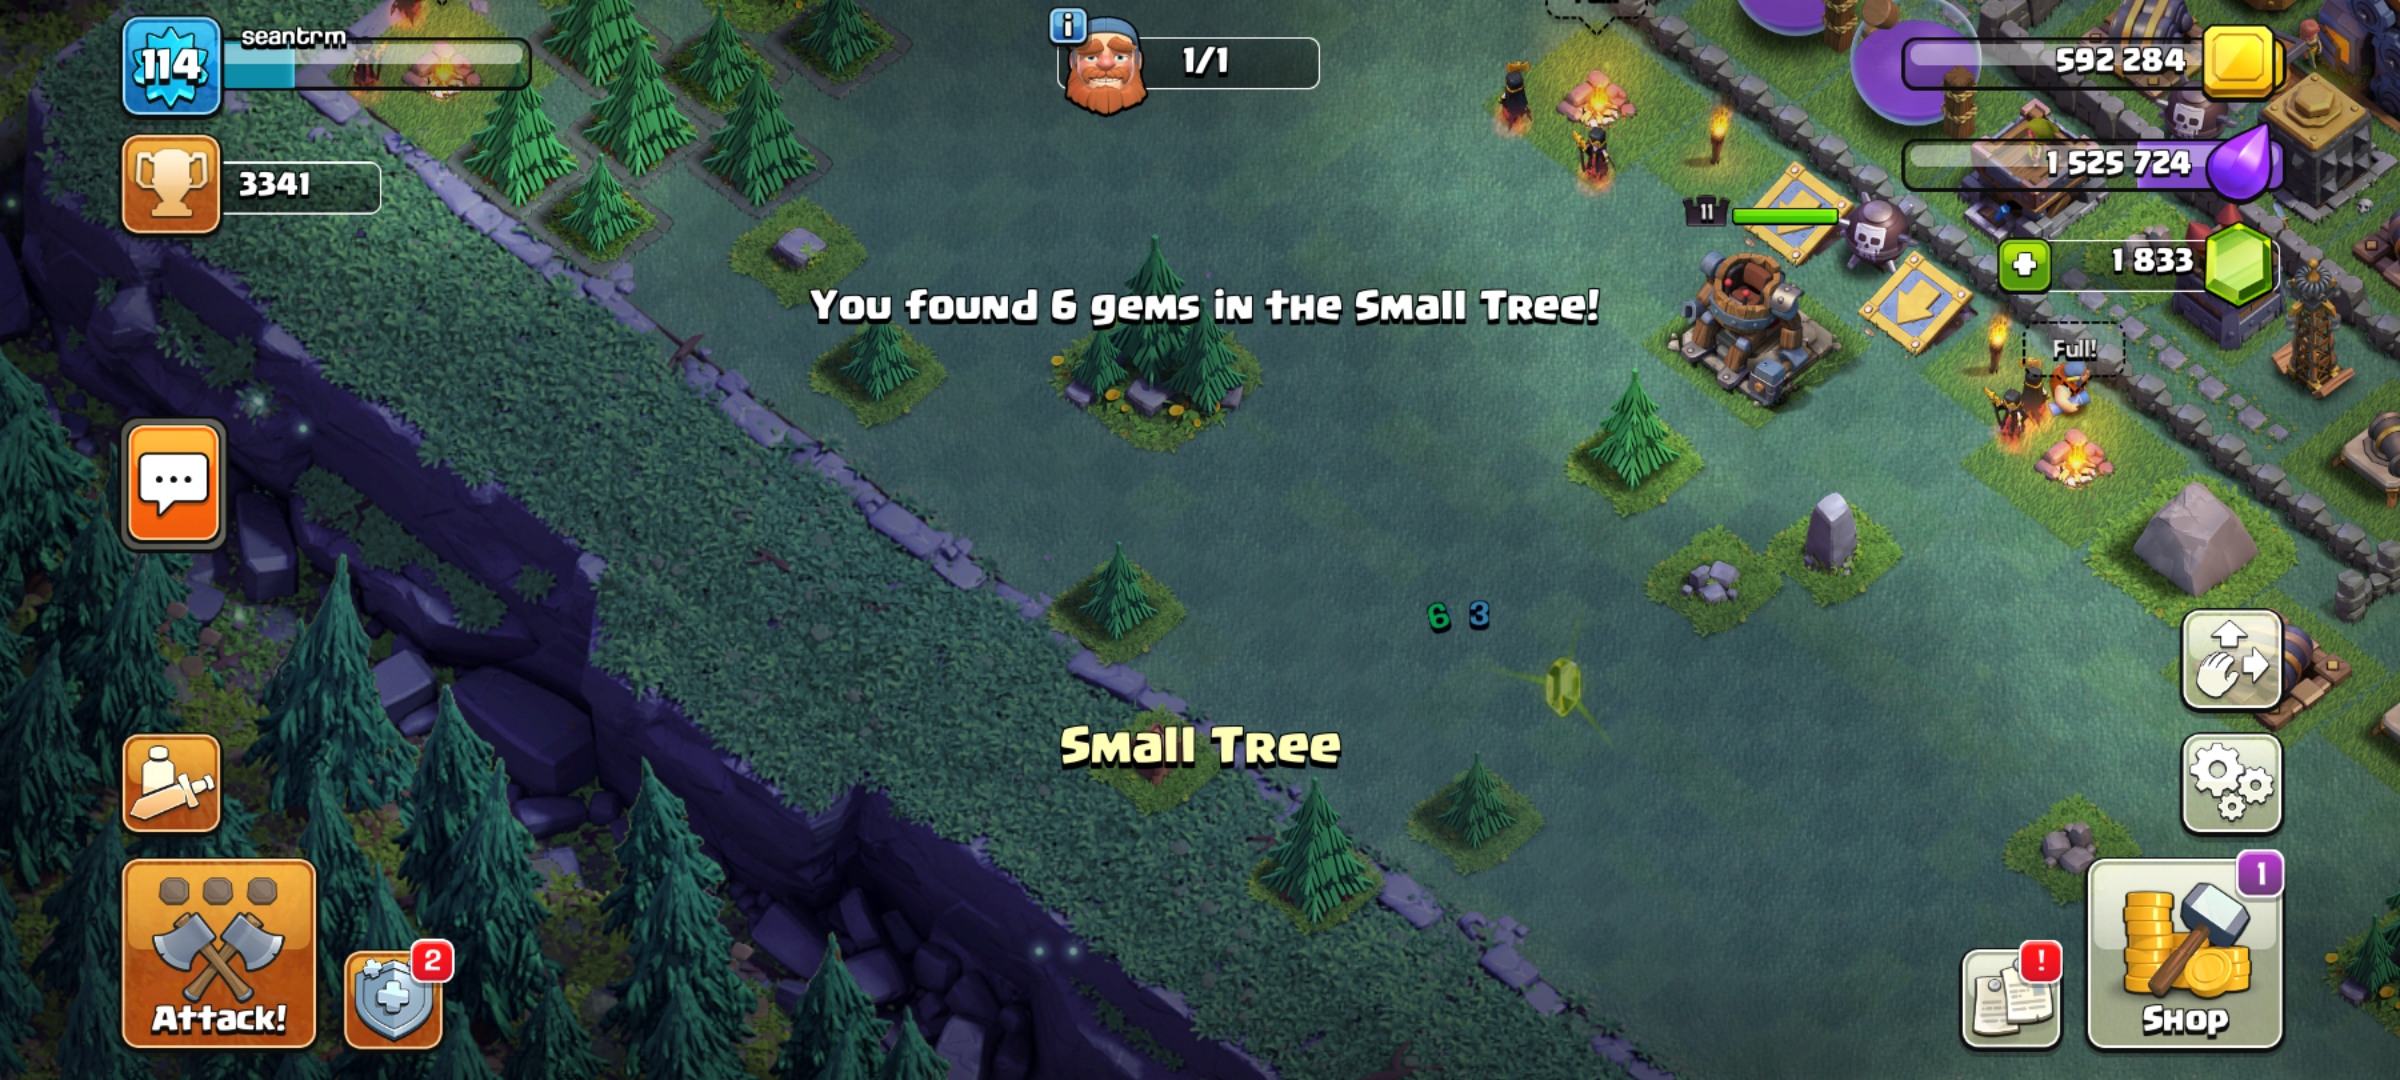 114
seantrm
1/1
592 284
3341
1 525 724
11
1 833
You found 6 gems in the Small Tree!
Full!
6 3
Small Tree
1
2
!
Attack!
Shop